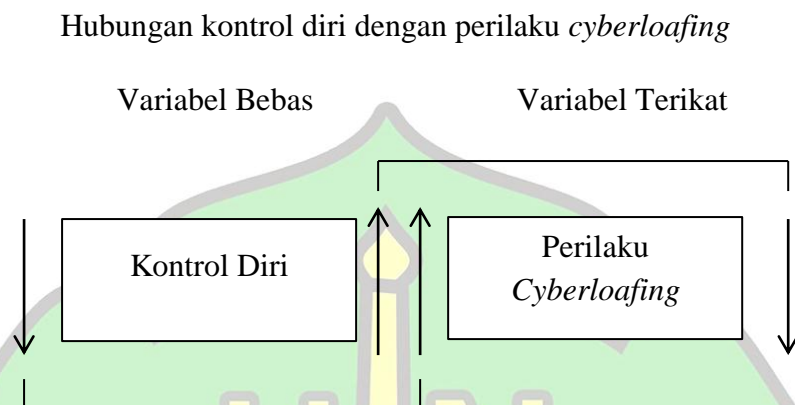 Hubungan kontrol diri dengan perilaku cyberloafing
Variabel Bebas
Variabel Terikat
Kontrol Diri
Perilaku
Cyberloafing